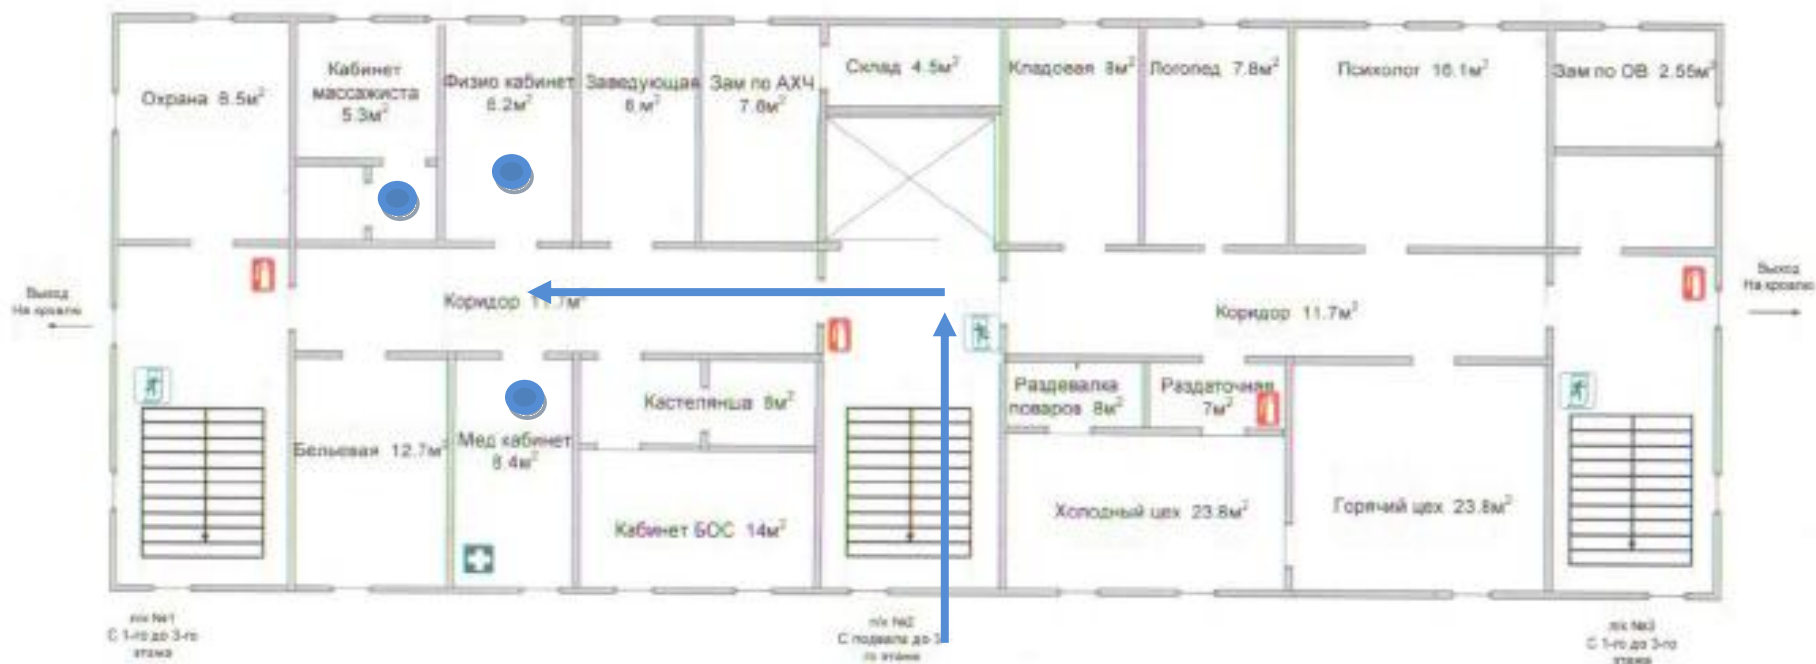 Охрана 8.5м²
Кабинет
массажиста
5.3м²
Физио кабинет
6.2м²
Заведующая
6.м²
Зам по АХЧ
7.6м²
Склад 4.5м²
Кладовая 8м²
Логопед 7.8м²
Психолог 16.1м²
Зам по ОВ 2.55м²
Выход
На кровлю
Коридор 11.7м²
Коридор 11.7м²
Выход
На кровлю
Бельевая 12.7м²
Мед кабинет
8.4м²
Кастелянша 8м²
Кабинет БОС 14м²
Раздевалка
поваров 8м²
Раздаточная
7м²
Холодный цех 23.8м²
Горячий цех 23.8м²
л/к №1
С 1-го до 3-го
этажа
л/к №2
С подвала до 3
го этажа
л/к №3
С 1-го до 3-го
этажа